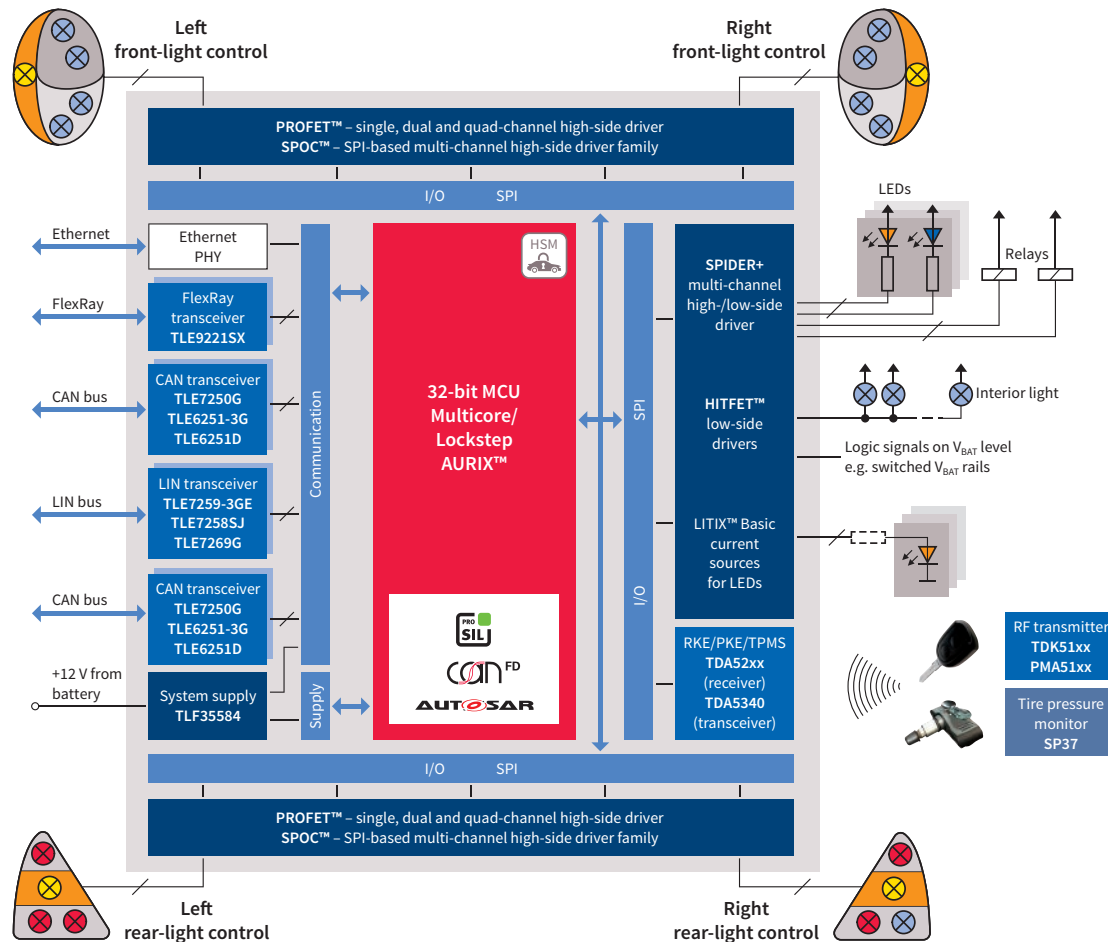 Left
front-light control
Right
front-light control
PROFET™ – single, dual and quad-channel high-side driver
SPOC™ – SPI-based multi-channel high-side driver family
I/O SPI
LEDs
Relays
Ethernet
Ethernet
PHY
FlexRay
FlexRay
transceiver
TLE9221SX
CAN bus
CAN transceiver
TLE7250G
TLE6251-3G
TLE6251D
LIN bus
LIN transceiver
TLE7259-3GE
TLE7258SJ
TLE7269G
CAN bus
CAN transceiver
TLE7250G
TLE6251-3G
TLE6251D
+12 V from
battery
System supply
TLF35584
Communication
Supply
HSM
32-bit MCU
Multicore/
Lockstep
AURIX™
PRO
SIL
CAN FD
AUTOSAR
SPI
I/O
SPIDER+
multi-channel
high-/low-side
driver
HITFET™
low-side
drivers
LITIX™ Basic
current
sources
for LEDs
RKE/PKE/TPMS
TDA52xx
(receiver)
TDA5340
(transceiver)
Interior light
Logic signals on VBAT level
e.g. switched VBAT rails
RF transmitter
TDK51xx
PMA51xx
Tire pressure
monitor
SP37
I/O SPI
PROFET™ – single, dual and quad-channel high-side driver
SPOC™ – SPI-based multi-channel high-side driver family
Left
rear-light control
Right
rear-light control